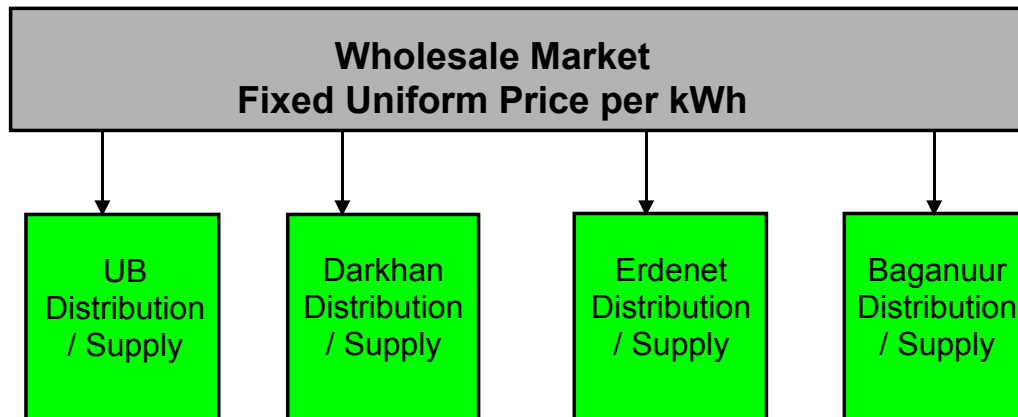 Wholesale Market
Fixed Uniform Price per kWh
UB
Distribution
/ Supply
Darkhan
Distribution
/ Supply
Erdenet
Distribution
/ Supply
Baganuur
Distribution
/ Supply